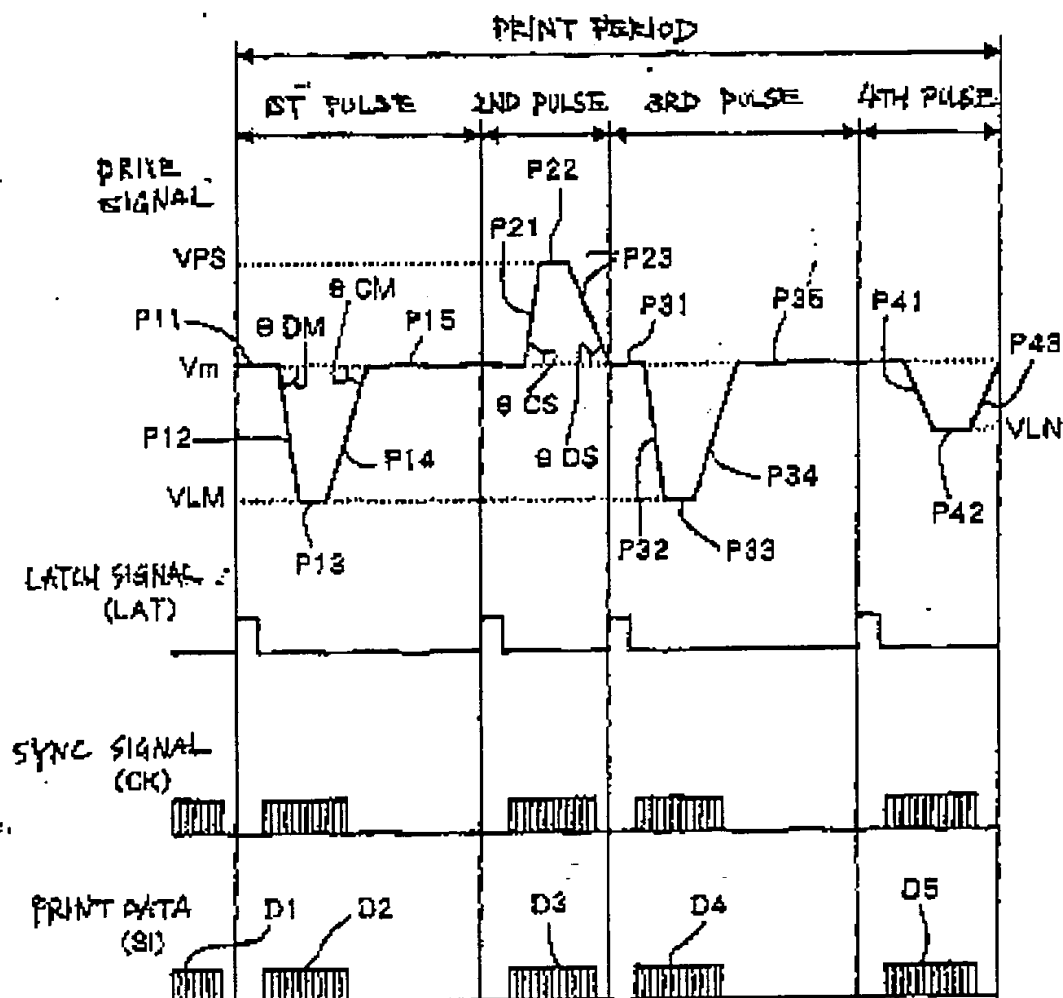 PRINT PERIOD
1ST PULSE
2ND PULSE
3RD PULSE
4TH PULSE
DRIVE
SIGNAL
P22
P21
P23
VPS
θ CM
P11
θ DM
P15
P31
P35
P41
P43
Vm
θ CS
P12
θ DS
VLN
P14
P34
VLM
P42
P13
P32
P33
LATCH SIGNAL
(LAT)
SYNC SIGNAL
(CK)
PRINT DATA
(SI)
D1
D2
D3
D4
D5